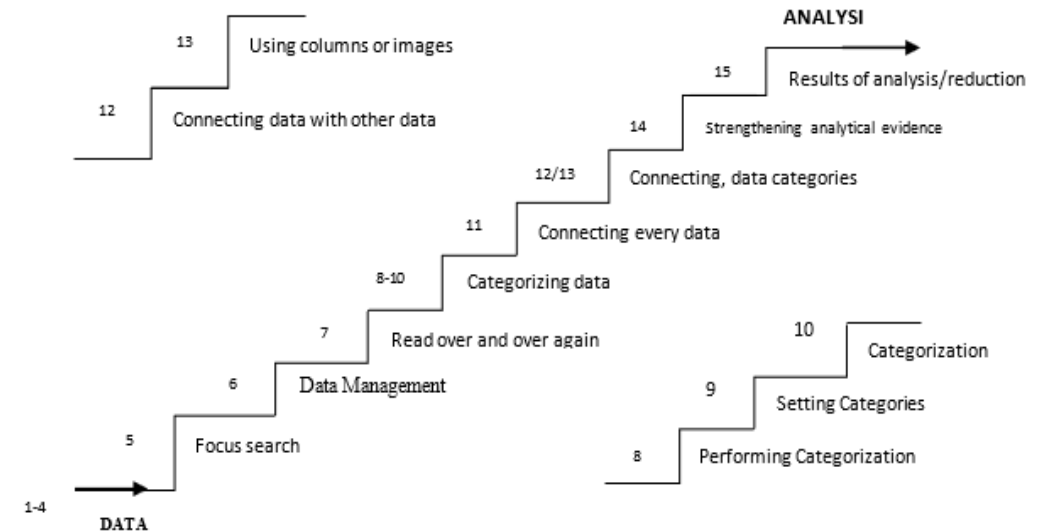 ANALYSI
13
Using columns or images
15
Results of analysis/reduction
12
Connecting data with other data
14
Strengthening analytical evidence
12/13
Connecting, data categories
11
Connecting every data
8-10
Categorizing data
7
Read over and over again
10
Categorization
6
Data Management
9
Setting Categories
5
Focus search
8
Performing Categorization
1-4
DATA